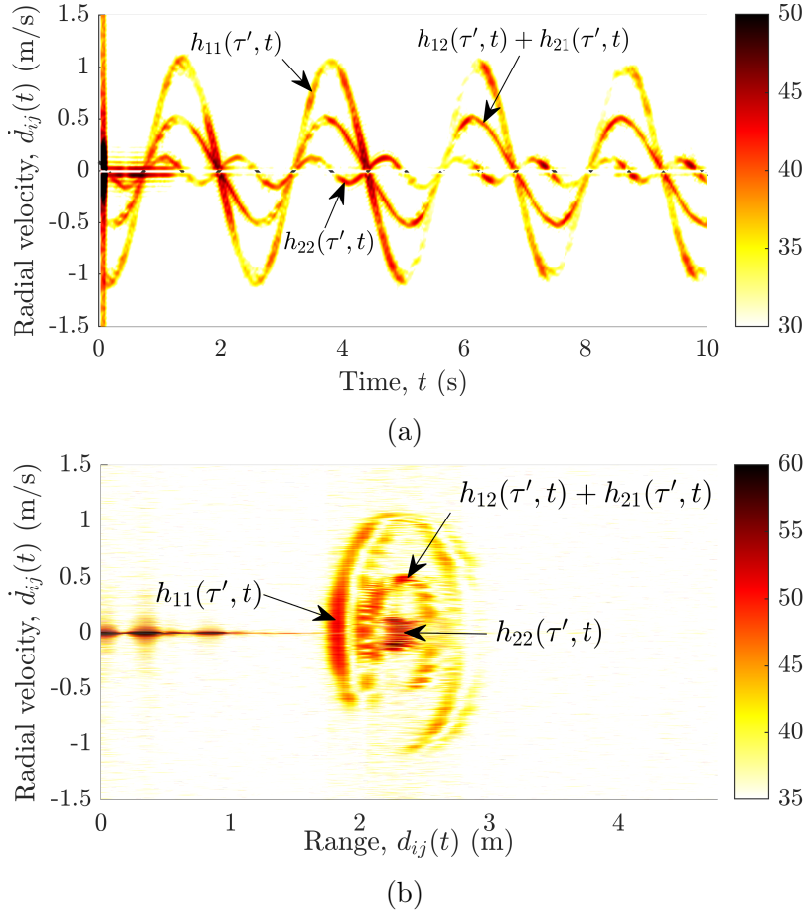 1.5
1
0.5
0
-0.5
-1
-1.5
Radial velocity, ḋij(t) (m/s)
h11(τ′, t)
h12(τ′, t) + h21(τ′, t)
h22(τ′, t)
0 2 4 6 8 10
Time, t (s)
50
45
40
35
30
(a)
1.5
1
0.5
0
-0.5
-1
-1.5
Radial velocity, ḋij(t) (m/s)
h12(τ′, t) + h21(τ′, t)
h11(τ′, t)
h22(τ′, t)
0 1 2 3 4
Range, dij(t) (m)
60
55
50
45
40
35
(b)